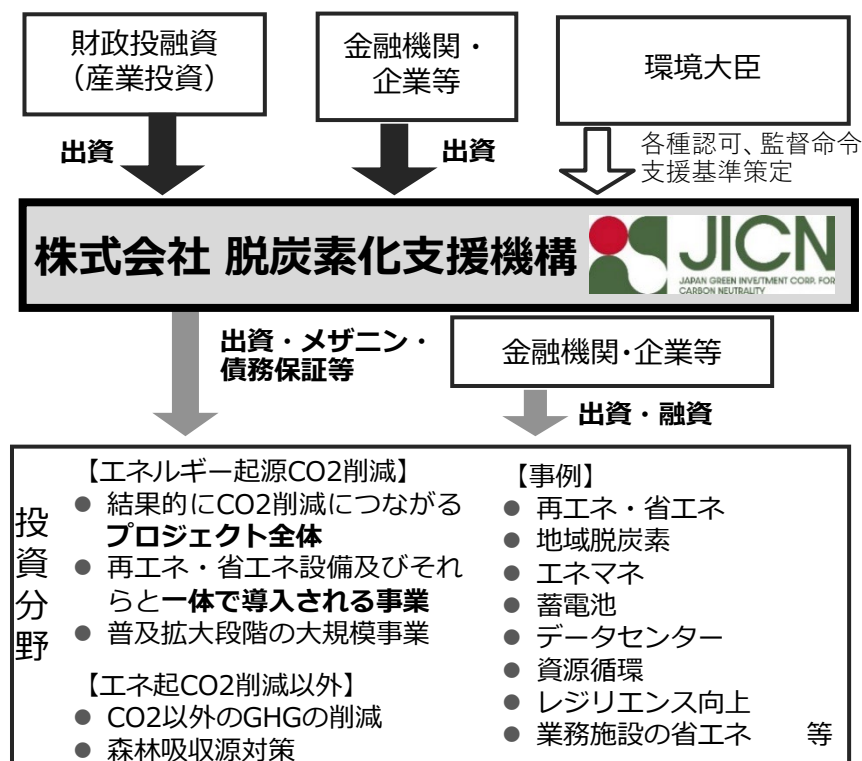 財政投融資
（産業投資）
金融機関・
企業等
環境大臣
出資
出資
各種認可、監督命令
支援基準策定
株式会社 脱炭素化支援機構
JICN
JAPAN GREEN INVESTMENT CORP. FOR
CARBON NEUTRALITY
出資・メザニン・
債務保証等
金融機関・企業等
出資・融資
投資分野
【エネルギー起源CO2削減】
● 結果的にCO2削減につながる
プロジェクト全体
● 再エネ・省エネ設備及びそれ
らと一体で導入される事業
● 普及拡大段階の大規模事業
【エネ起CO2削減以外】
● CO2以外のGHGの削減
● 森林吸収源対策
【事例】
● 再エネ・省エネ
● 地域脱炭素
● エネマネ
● 蓄電池
● データセンター
● 資源循環
● レジリエンス向上
● 業務施設の省エネ 等